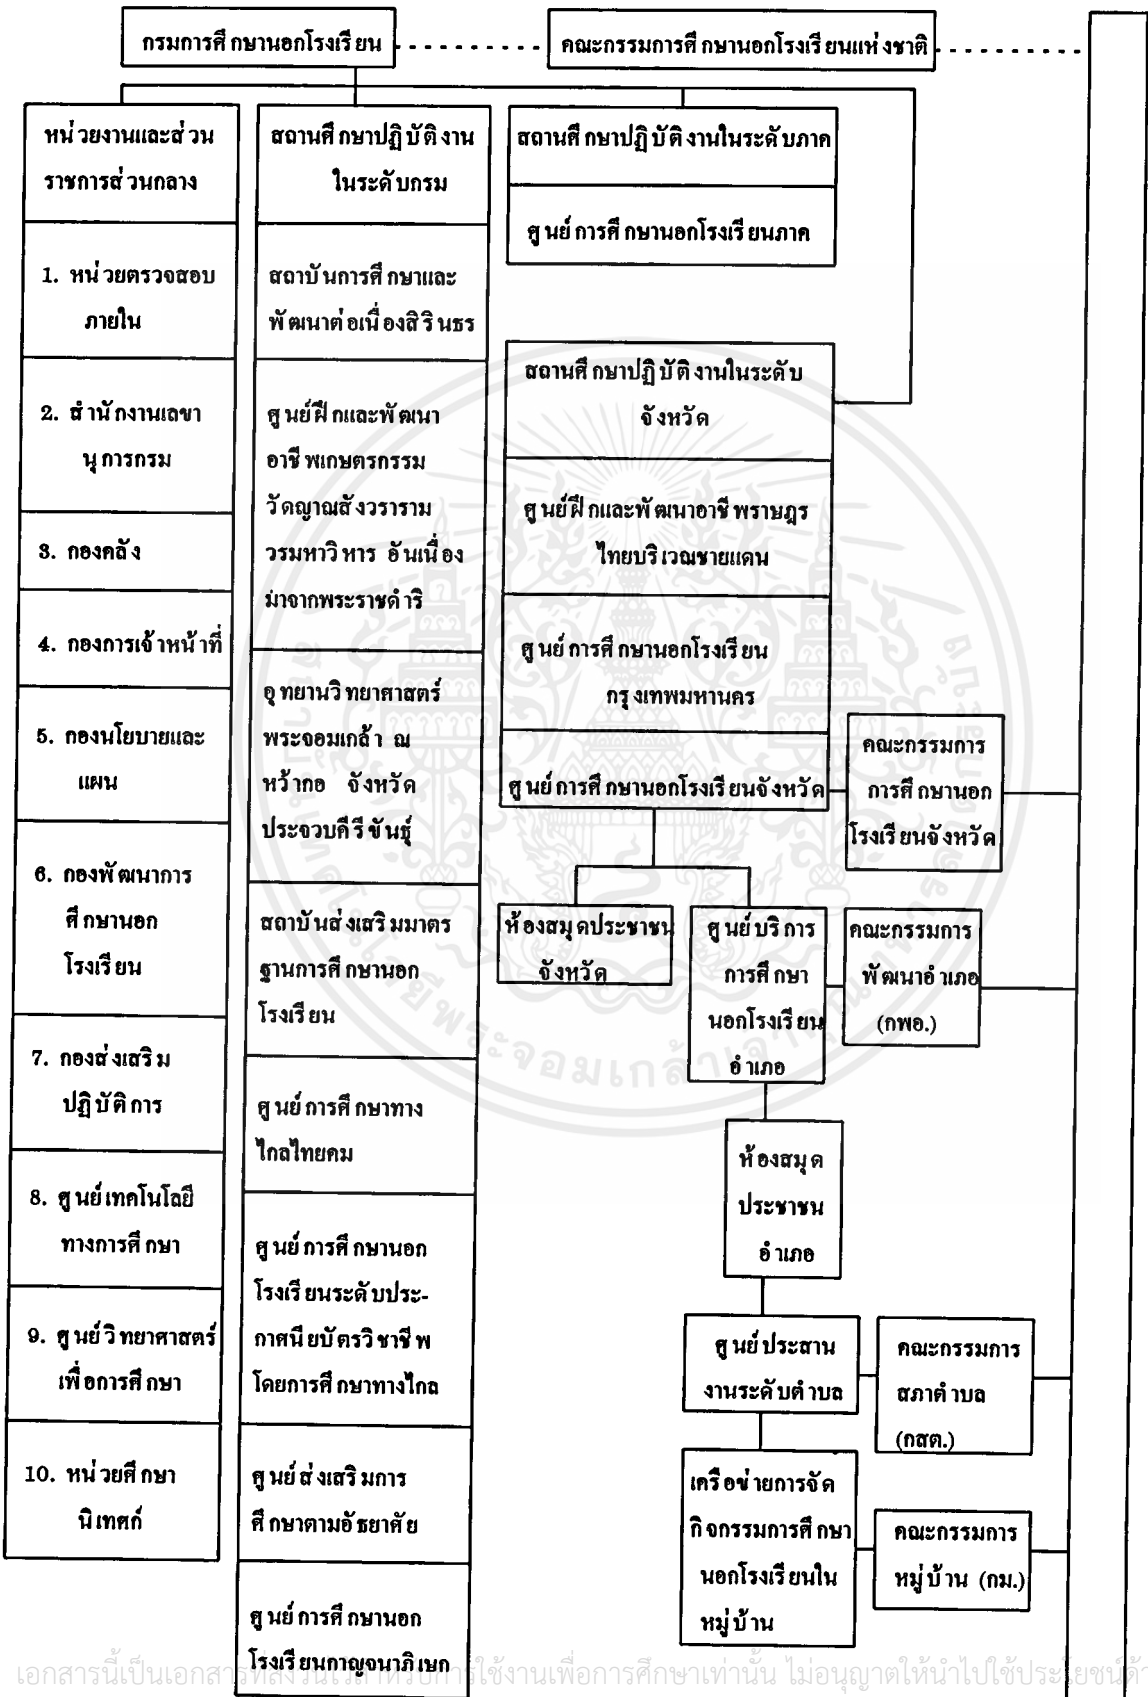 กรมการศึกษานอกโรงเรียน
คณะกรรมการศึกษานอกโรงเรียนแห่งชาติ
หน่วยงานและส่วน
ราชการส่วนกลาง
1. หน่วยตรวจสอบ
ภายใน
2. สำนักงานเลขา
นุการกรม
3. กองคลัง
4. กองการเจ้าหน้าที่
5. กองนโยบายและ
แผน
6. กองพัฒนาการ
ศึกษานอก
โรงเรียน
7. กองส่งเสริม
ปฏิบัติการ
8. ศูนย์เทคโนโลยี
ทางการศึกษา
9. ศูนย์วิทยาศาสตร์
เพื่อการศึกษา
10. หน่วยศึกษา
นิเทศก์
สถานศึกษาปฏิบัติงาน
ในระดับกรม
สถาบันการศึกษาและ
พัฒนาต่อเนื่องสิรินธร
ศูนย์ฝึกและพัฒนา
อาชีพเกษตรกรรม
วัดญาณสังวราราม
วรมหาวิหาร อันเนื่อง
มาจากพระราชดำริ
อุทยานวิทยาศาสตร์
พระจอมเกล้า ณ
หว้ากอ จังหวัด
ประจวบคีรีขันธุ์
สถาบันส่งเสริมมาตร
ฐานการศึกษานอก
โรงเรียน
ศูนย์การศึกษาทาง
ไกลไทยคม
ศูนย์การศึกษานอก
โรงเรียนระดับประ-
กาศนียบัตรวิชาชีพ
โดยการศึกษาทางไกล
ศูนย์ส่งเสริมการ
ศึกษาตามอัธยาศัย
ศูนย์การศึกษานอก
โรงเรียนกาญจนาภิเษก
สถานศึกษาปฏิบัติงานในระดับภาค
ศูนย์การศึกษานอกโรงเรียนภาค
สถานศึกษาปฏิบัติงานในระดับ
จังหวัด
ศูนย์ฝึกและพัฒนาอาชีพราษฎร
ไทยบริเวณชายแดน
ศูนย์การศึกษานอกโรงเรียน
กรุงเทพมหานคร
ศูนย์การศึกษานอกโรงเรียนจังหวัด
คณะกรรมการ
การศึกษานอก
โรงเรียนจังหวัด
ห้องสมุดประชาชน
จังหวัด
ศูนย์บริการ
การศึกษา
นอกโรงเรียน
อำเภอ
คณะกรรมการ
พัฒนาอำเภอ
(กพอ.)
ห้องสมุด
ประชาชน
อำเภอ
ศูนย์ประสาน
งานระดับตำบล
คณะกรรมการ
สภาตำบล
(กสต.)
เครือข่ายการจัด
กิจกรรมการศึกษา
นอกโรงเรียนใน
หมู่บ้าน
คณะกรรมการ
หมู่บ้าน (กม.)
เอกสารนี้เป็นเอกสารที่สงวนไว้สำหรับการใช้งานเพื่อการศึกษาเท่านั้น ไม่อนุญาตให้นำไปใช้ประโยชน์ด้า